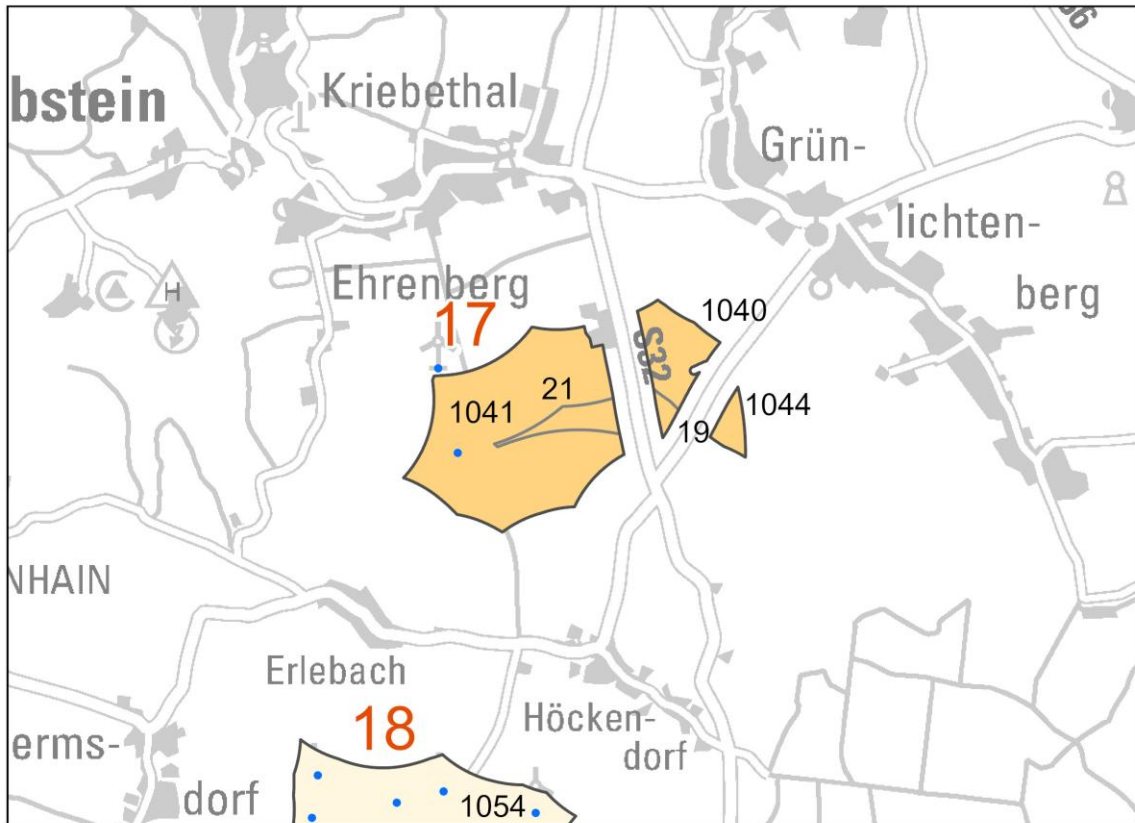 bstein
Kriebethal
Grün-
lichten-
berg
Ehrenberg
17
H
1040
S32
21
1041
1044
19
NHAIN
Erlebach
18
Höcken-
dorf
erms-
dorf
1054